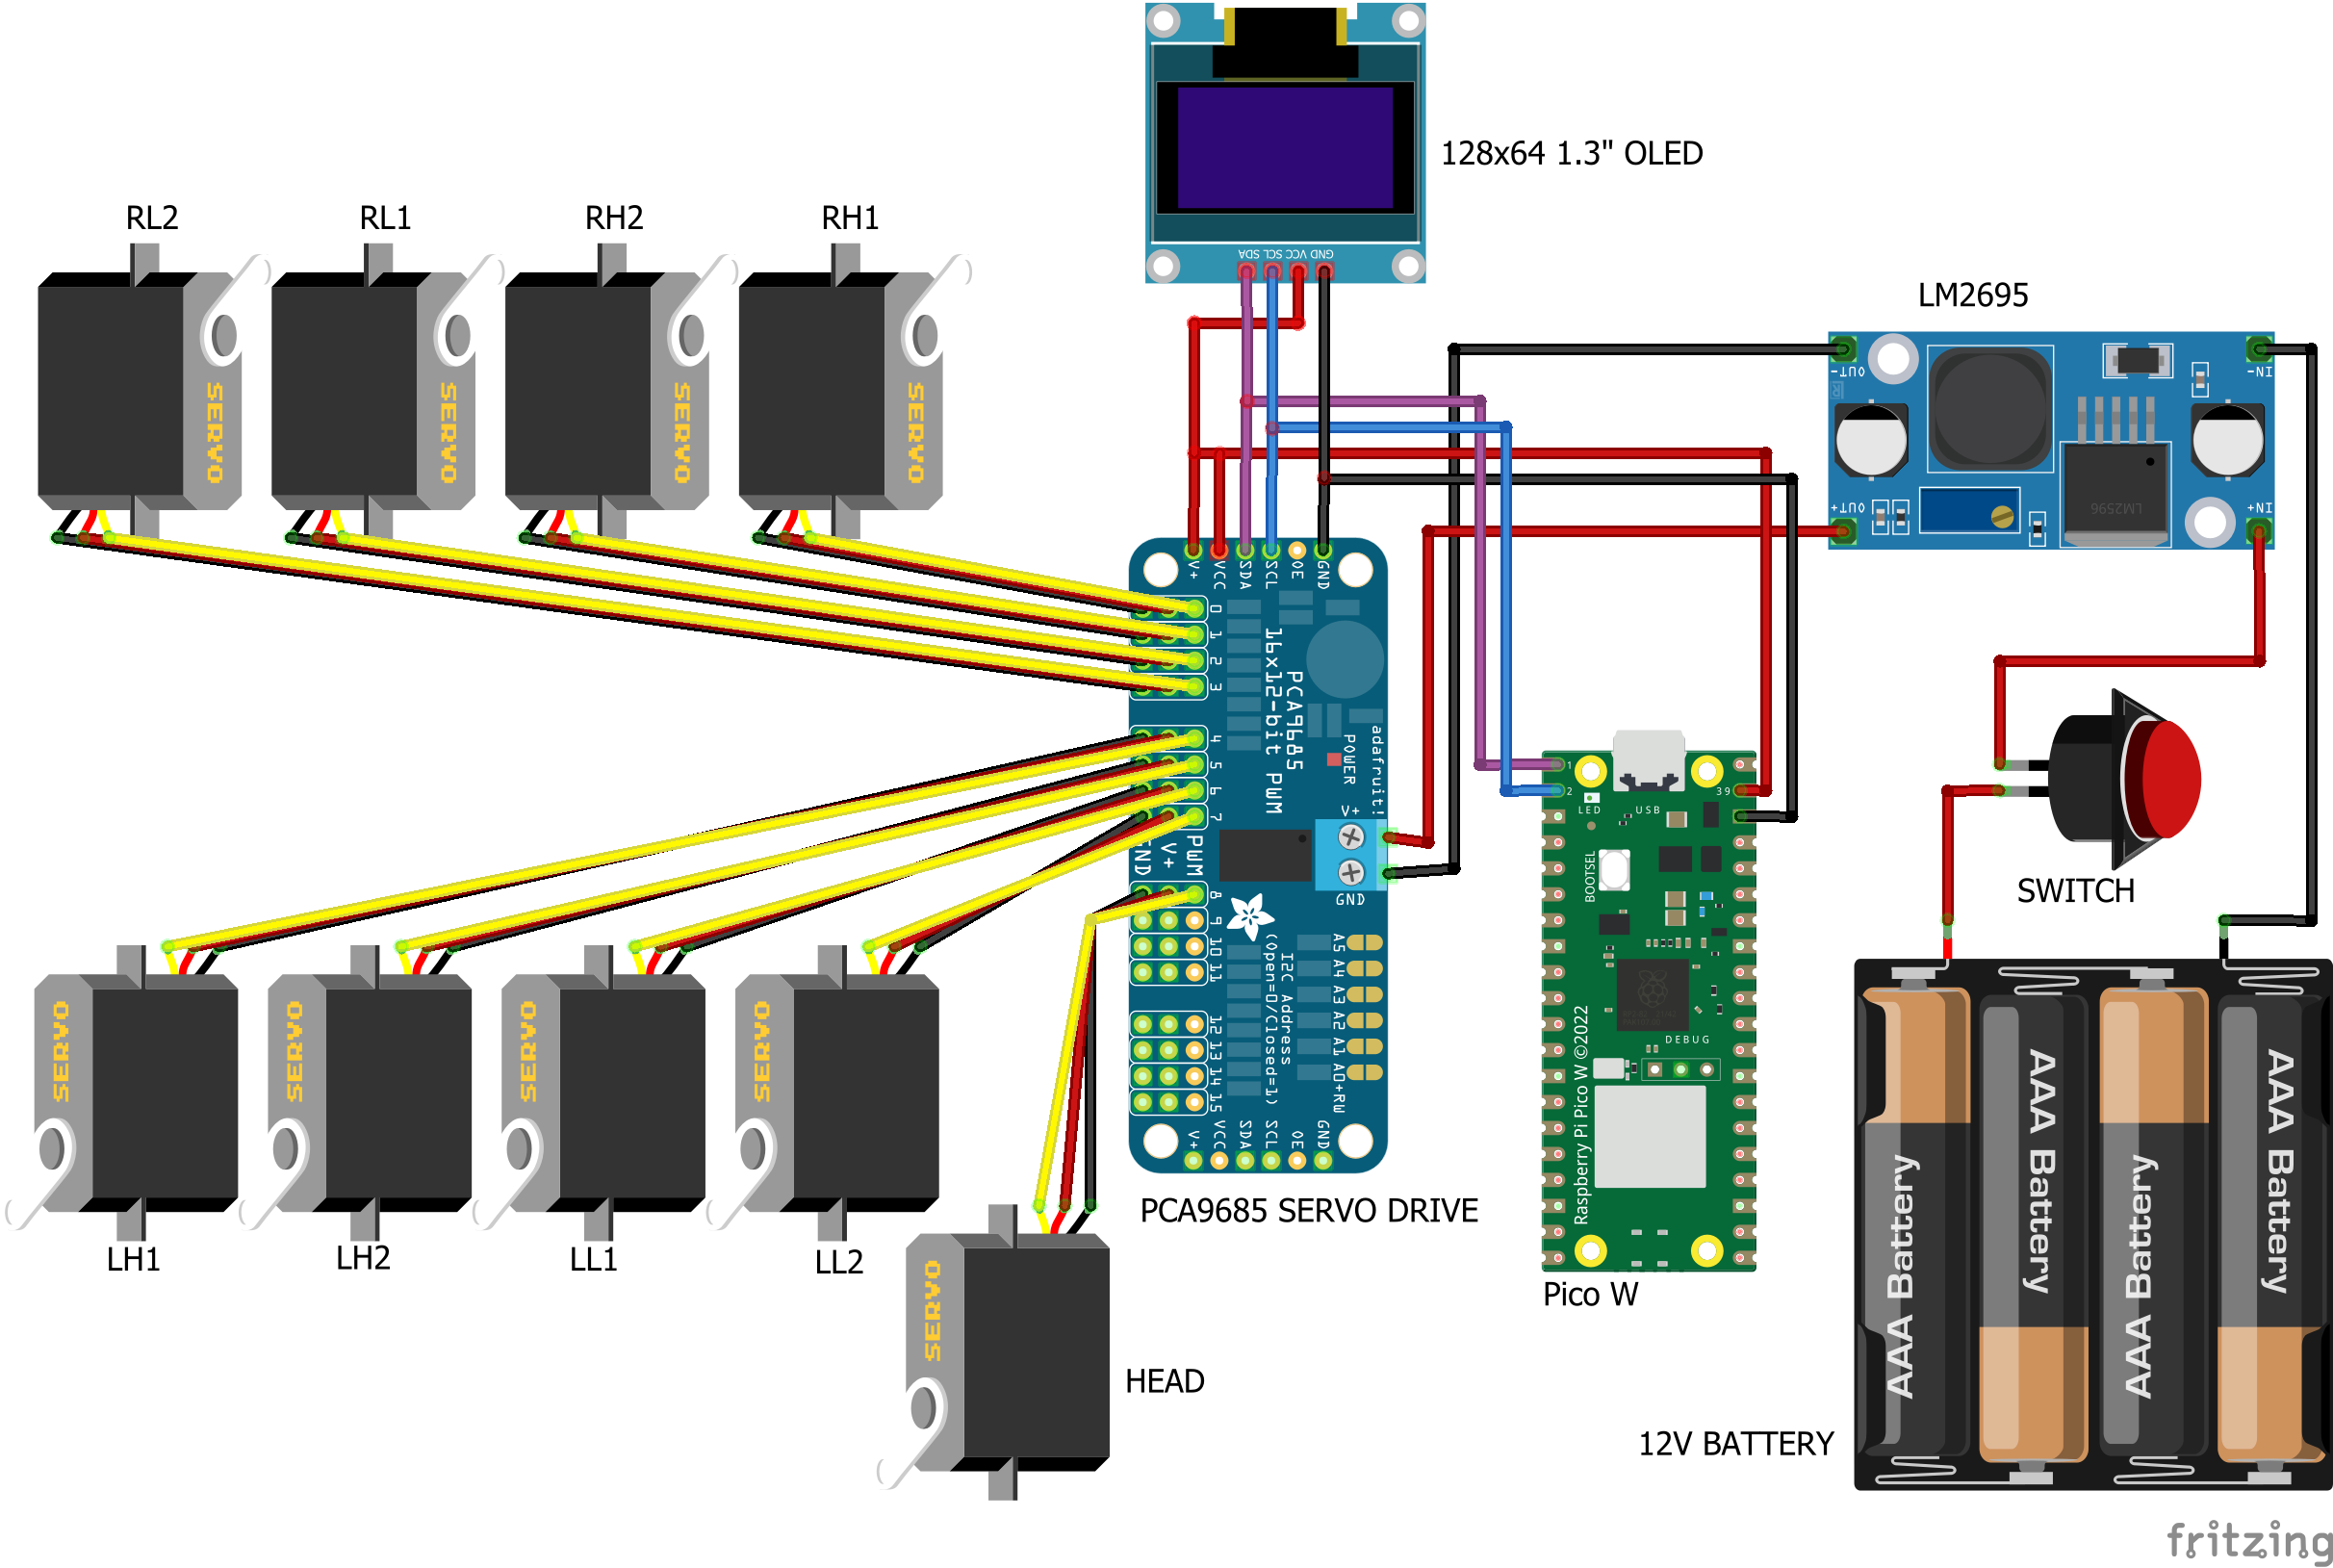 128x64 1.3" OLED
SDA SCL VCC GND
RL2
RL1
RH2
RH1
SERVO
SERVO
SERVO
SERVO
LM2695
OUT-
IN-
OUT+
IN+
LM2596
V+
VCC
SDA
SCL
OE
GND
0
1
2
3
4
5
6
7
8
9
10
11
12
13
14
15
16x12-bit PWM
PCA9685
adafruit!
POWER
V+
GND
PWM
V+
GND
I2C Address
(Open=0/Closed=1)
A5
A4
A3
A2
A1
A0+RW
V+
VCC
SDA
SCL
OE
GND
PCA9685 SERVO DRIVE
1
2
39
LED
USB
BOOTSEL
DEBUG
Raspberry Pi Pico W ©2022
Pico W
SWITCH
SERVO
SERVO
SERVO
SERVO
LH1
LH2
LL1
LL2
SERVO
HEAD
AAA Battery
AAA Battery
AAA Battery
AAA Battery
12V BATTERY
fritzing